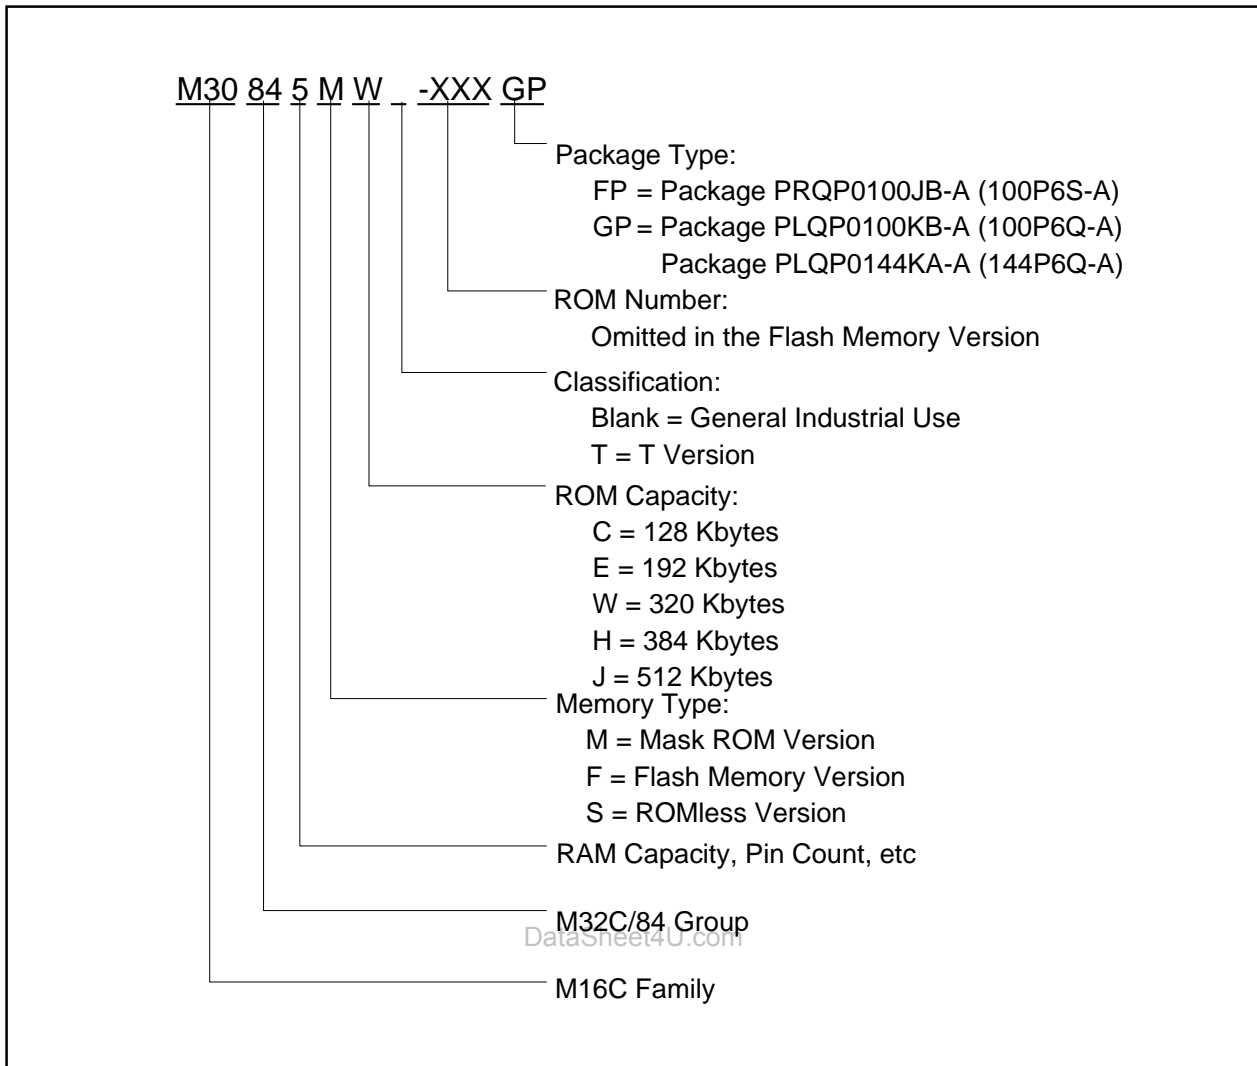 M30 84 5 M W _ -XXX GP
Package Type:
FP = Package PRQP0100JB-A (100P6S-A)
GP = Package PLQP0100KB-A (100P6Q-A)
Package PLQP0144KA-A (144P6Q-A)
ROM Number:
Omitted in the Flash Memory Version
Classification:
Blank = General Industrial Use
T = T Version
ROM Capacity:
C = 128 Kbytes
E = 192 Kbytes
W = 320 Kbytes
H = 384 Kbytes
J = 512 Kbytes
Memory Type:
M = Mask ROM Version
F = Flash Memory Version
S = ROMless Version
RAM Capacity, Pin Count, etc
M32C/84 Group
DataSheet4U.com
M16C Family